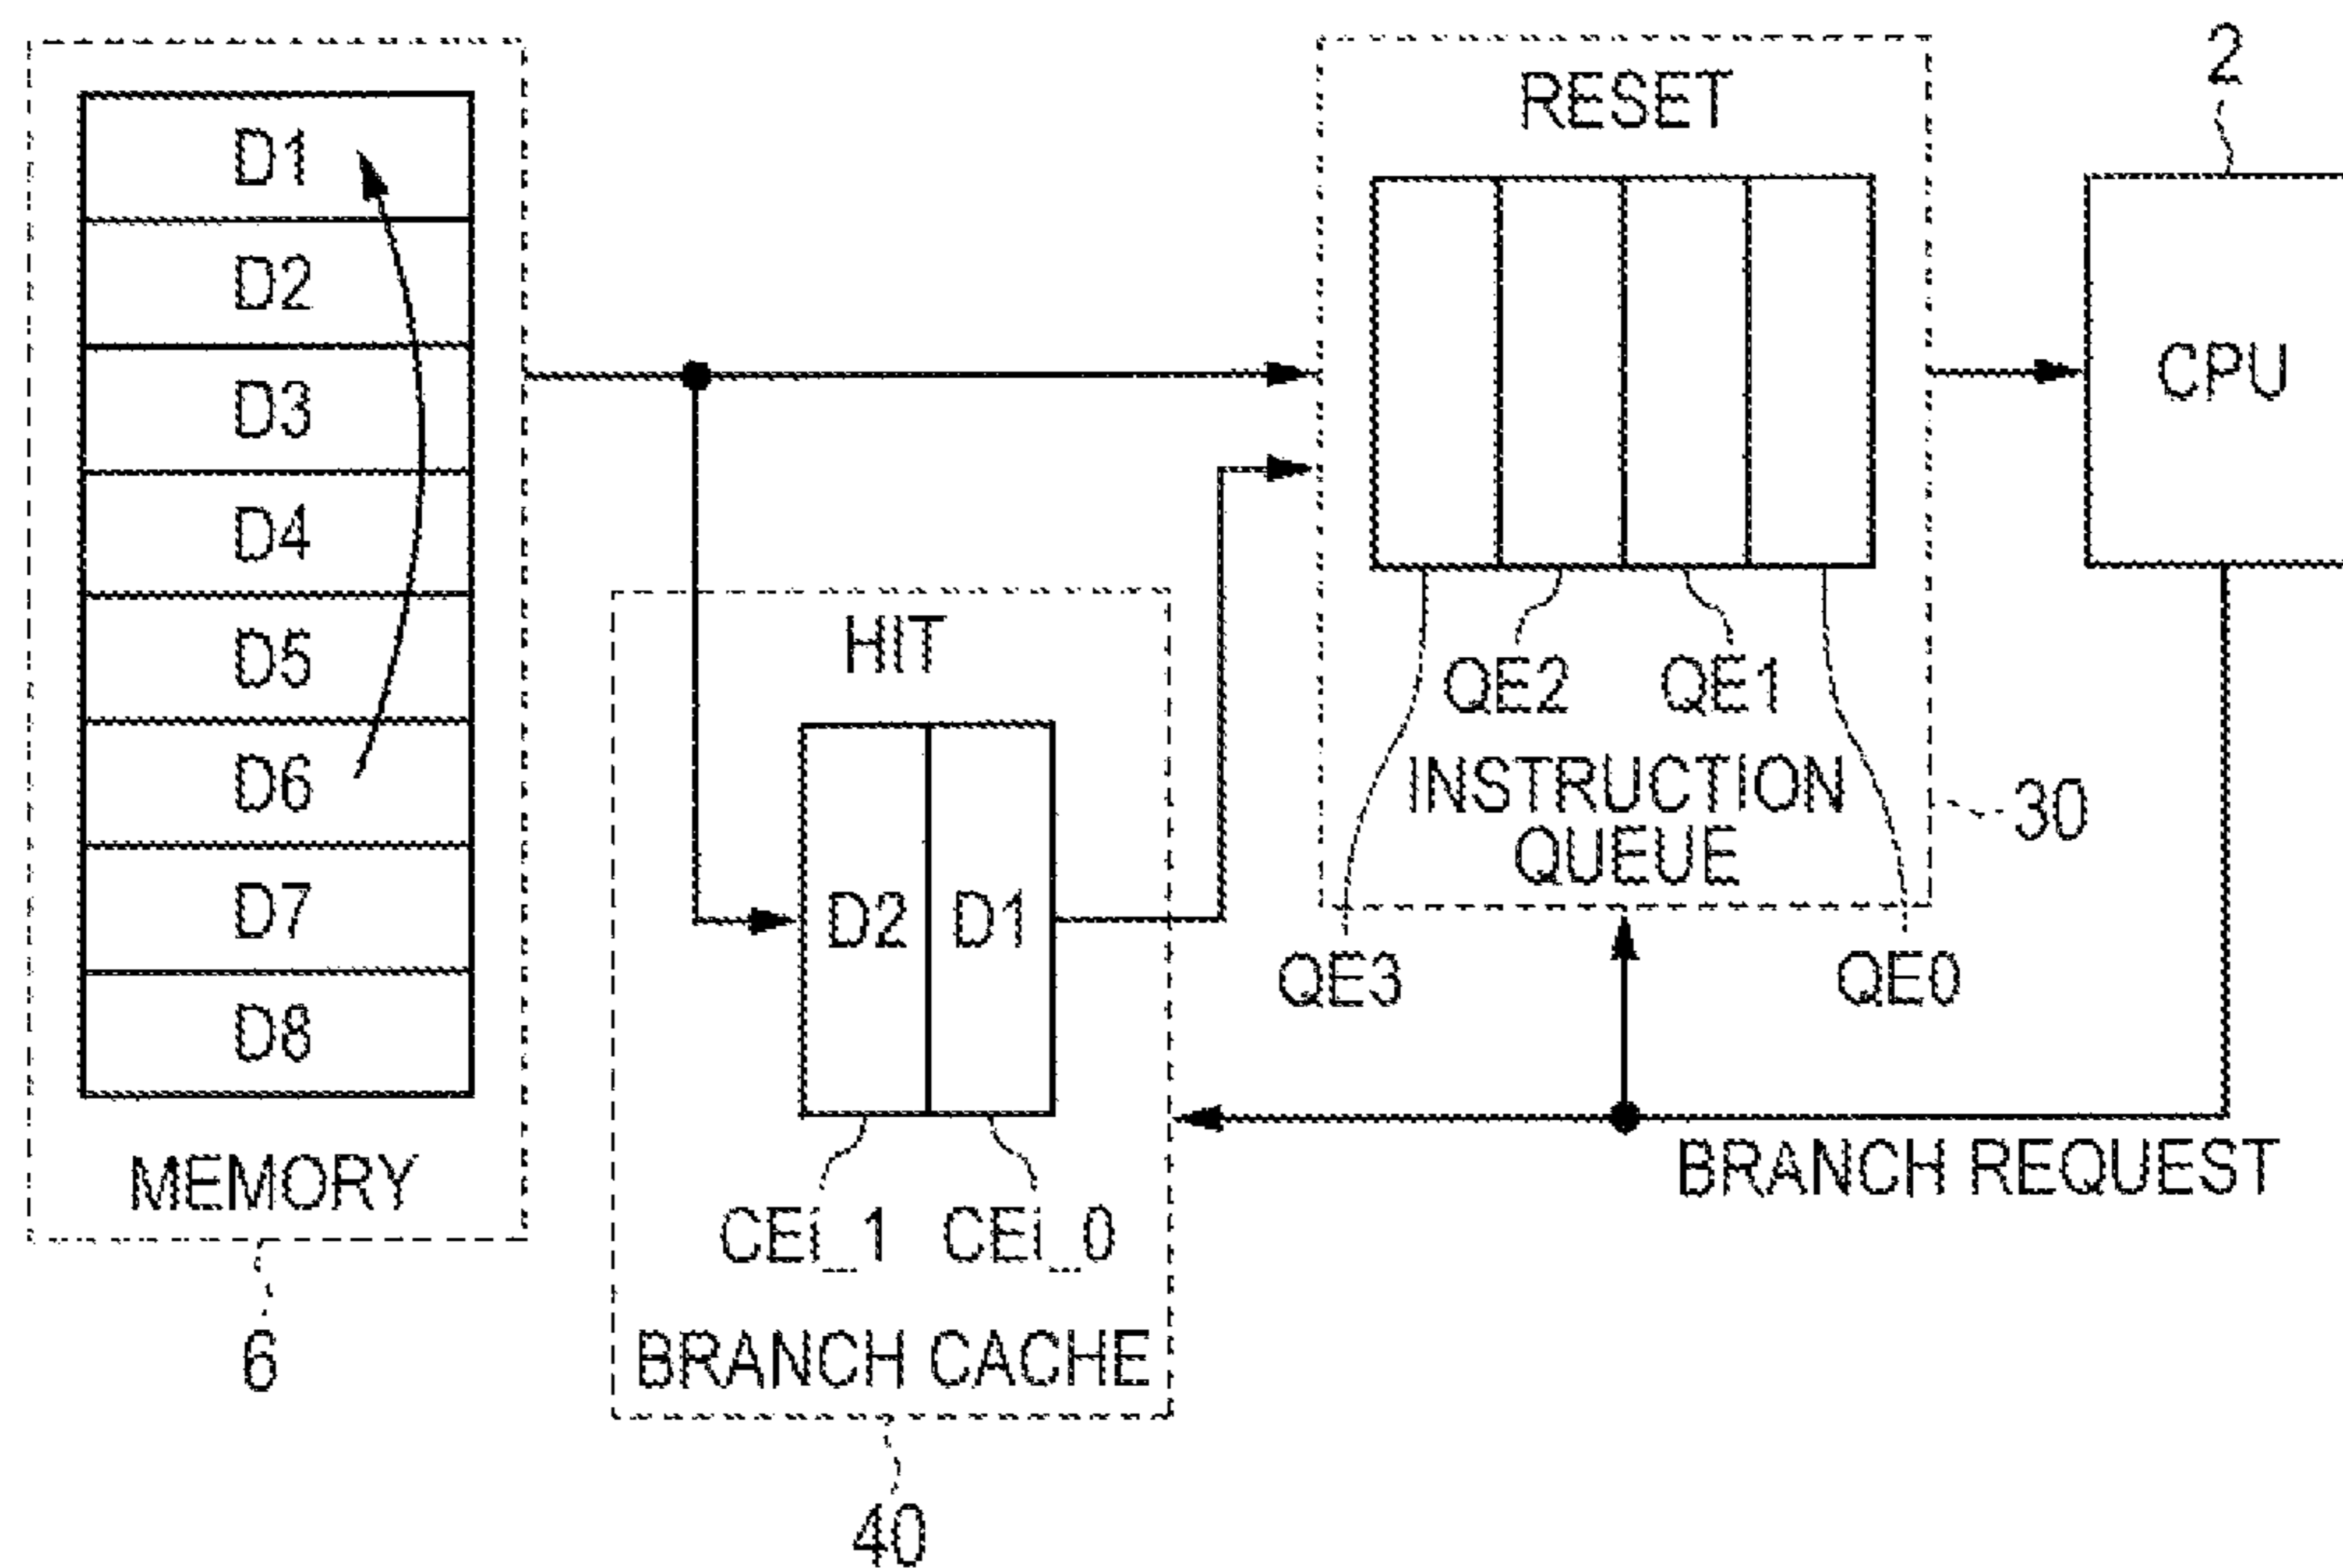 D1
D2
D3
D4
D5
D6
D7
D8
MEMORY
6
HIT
D2 D1
CEi_1 CEi_0
BRANCH CACHE
40
RESET
QE2 QE1
INSTRUCTION
QUEUE
QE3 QE0
30
2
CPU
BRANCH REQUEST